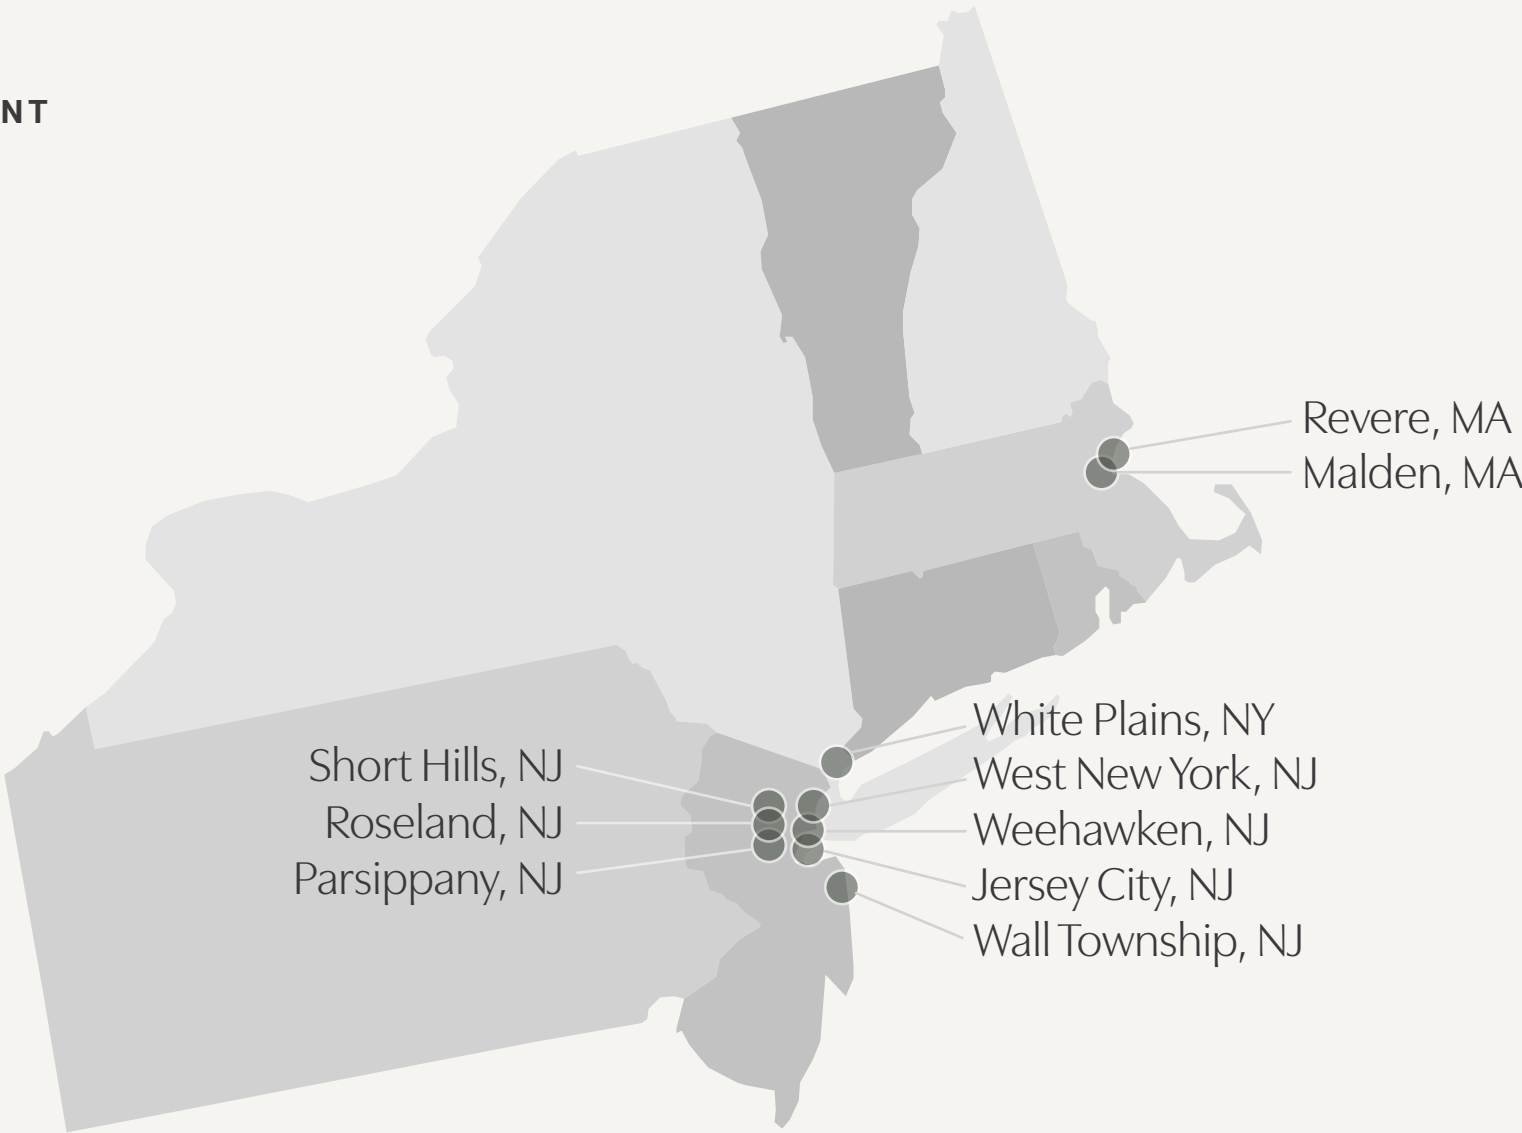 NT
Revere, MA
Malden, MA
White Plains, NY
Short Hills, NJ
West New York, NJ
Roseland, NJ
Weehawken, NJ
Parsippany, NJ
Jersey City, NJ
Wall Township, NJ